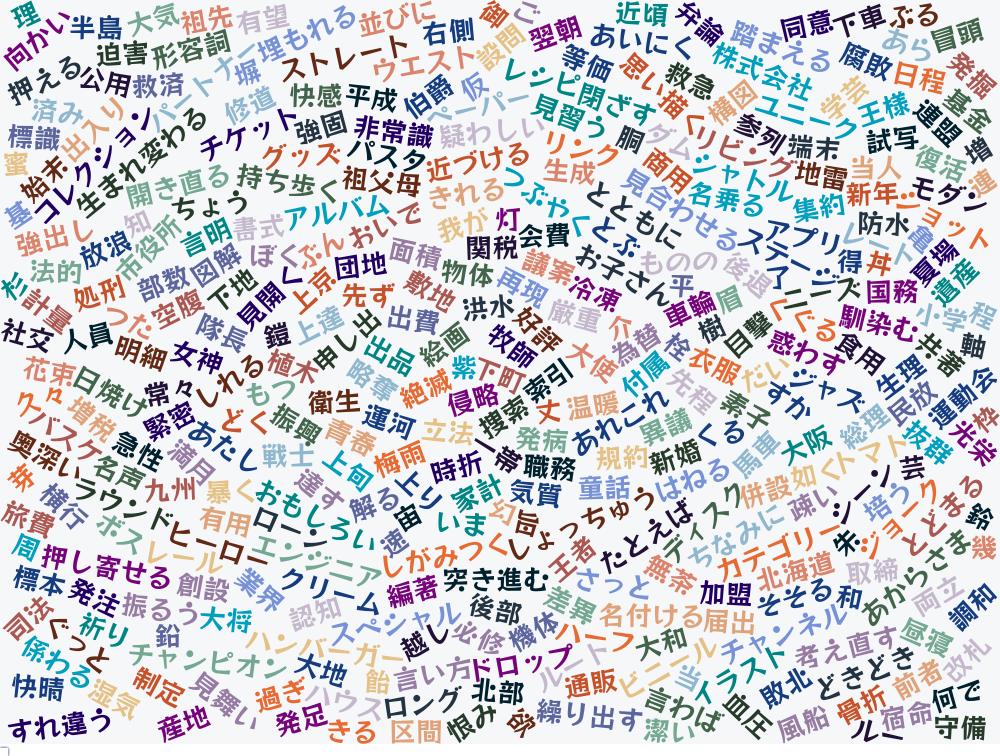 理
向かい
半島
大気
祖先
有望
埋もれる
並びに
右側
御
ご
翌朝
近頃
弁論
同意
下車
ぶる
冒頭
迫害
形容詞
塀
ストレート
ウエスト
設問
あいにく
踏まえる
腐敗
あら
発掘
押える
公用
救済
パートナー
快感
平成
伯爵
仮
レシピ
等価
思い描く
救急
株式会社
学芸
日程
基金
済み
出入り
修道
ペーパー
閉ざす
構図
ユニーク
王様
連盟
標識
コレクション
生まれ変わる
チケット
強固
非常識
疑わしい
見習う
胴
ダム
リビング
参列
端末
試写
増
蜜
始末
開き直る
グッズ
パスタ
近づける
リンク
生成
商用
シャトル
地雷
当人
復活
連
基
ちょう
持ち歩く
祖父母
きれる
つぶやく
とともに
見合わせる
名乗る
集約
新年
モダン
強出し
放浪
知
市役所
言明
書式
アルバム
おいで
我が
灯
会費
とぶ
アプリ
ステージ
防水
レート
亀
ショット
夏場
杉
法的
部数
図解
ぼく
ぶん
面積
関税
議案
お子さん
ものの
後退
了
得
丼
遺産
計量
処刑
空腹
下地
見開く
上京
団地
先ず
敷地
物体
再現
冷凍
平
車輪
眉
ニーズ
国務
小学
程
社交
人員
つた
明細
隊長
鎧
上達
申し出
出費
洪水
好評
厳重
介
為替
樹
目撃
くぐる
馴染む
共著
軸
女神
植木
出品
絵画
牧師
大使
在
衣服
惑わす
食用
花束
日焼け
常々
しれる
もつ
略奪
絶滅
紫
下町
索引
付属
先程
だい
ジャズ
生理
運動会
々
増税
緊密
どく
振興
衛生
運河
侵略
捜索
丈
温暖
あれこれ
素子
すか
民放
枠
クバスケ
奥深い
急性
あたし
青春
立法
一帯
発病
異議
くる
総理
抜群
光栄
名声
満月
戦士
上旬
梅雨
時折
職務
規約
新婚
馬車
大阪
トマト
芸
弟
横行
ラウンド
九州
暴く
達す
解る
上り
家計
気質
童話
はねる
併設
如く
シーン
培う
とどまる
旅費
ボス
ヒーロー
有用
おもしろい
ローン
宙
いま
幻
旨
しょっちゅう
たとえば
ディスク
ちなみに
疎い
ジョーク
鈴
周
押し寄せる
レール
エンジニア
速
しがみつく
王者
カテゴリー
朱
あからさま
幾
標本
発注
振るう
創設
業界
クリーム
編著
突き進む
さっと
無茶
加盟
北海道
取締
両立
調和
司法
ぐっと
祈り
鉛
大将
認知
スペシャル
後部
差異
名付ける
届出
そそる
和
昼寝
係わる
チャンピオン
ハンバーガー
越し
必修
機体
ハーフ
大和
チャンネル
考え直す
改札
快晴
湿気
制定
見舞い
大地
飴
言い方
ドロップ
ルート
ビニール
当
イラスト
どきどき
前者
何で
すれ違う
産地
過ぎ
発足
ハウス
きる
ロング
区間
北部
恨み
欲
通販
繰り出す
言わば
潔い
血圧
敗北
風船
骨折
ルー
宿命
守備